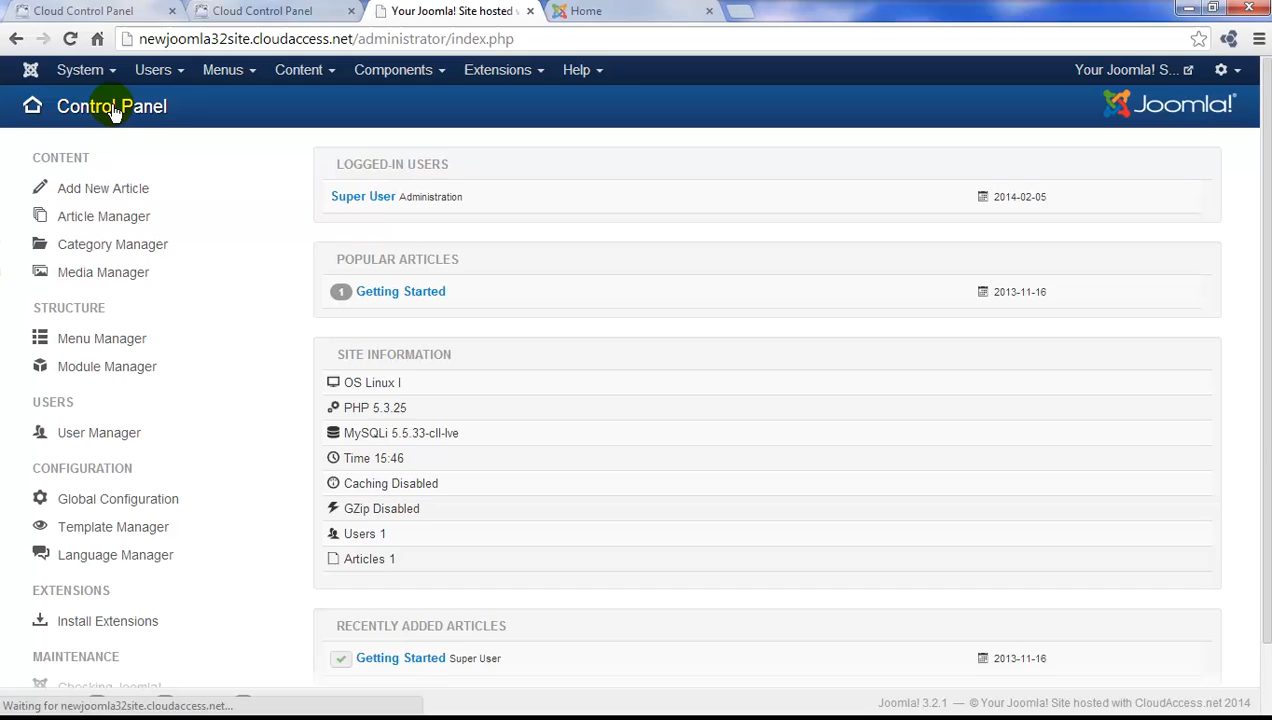 Cloud Control Panel
Cloud Control Panel
Your Joomla! Site hosted
Home
newjoomla32site.cloudaccess.net/administrator/index.php
System Users Menus Content Components Extensions Help Your Joomla! S...
Control Panel
Joomla!
CONTENT
Add New Article
Article Manager
Category Manager
Media Manager
STRUCTURE
Menu Manager
Module Manager
USERS
User Manager
CONFIGURATION
Global Configuration
Template Manager
Language Manager
EXTENSIONS
Install Extensions
MAINTENANCE
LOGGED-IN USERS
Super User Administration 2014-02-05
POPULAR ARTICLES
1 Getting Started 2013-11-16
SITE INFORMATION
OS Linux l
PHP 5.3.25
MySQLi 5.5.33-cll-lve
Time 15:46
Caching Disabled
GZip Disabled
Users 1
Articles 1
RECENTLY ADDED ARTICLES
Getting Started Super User 2013-11-16
Waiting for newjoomla32site.cloudaccess.net...
Joomla! 3.2.1 — © Your Joomla! Site hosted with CloudAccess.net 2014